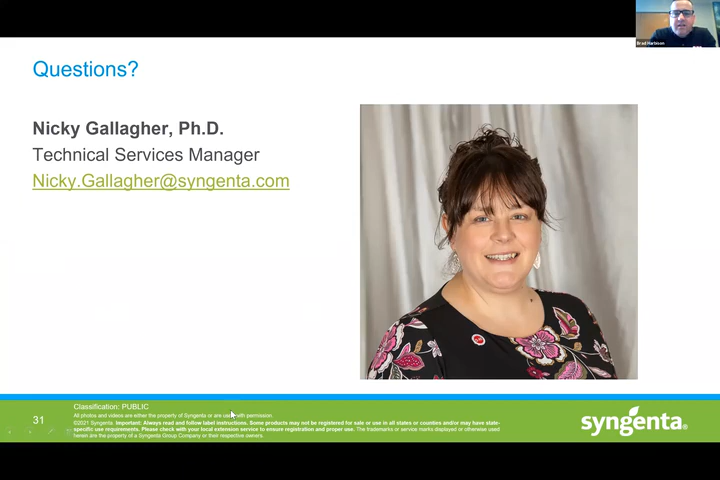 Brad Harbison
Questions?
Nicky Gallagher, Ph.D.
Technical Services Manager
Nicky.Gallagher@syngenta.com
31
Classification: PUBLIC
All photos and videos are either the property of Syngenta or are used with permission.
©2021 Syngenta. Important: Always read and follow label instructions. Some products may not be registered for sale or use in all states or counties and/or may have state-
specific use requirements. Please check with your local extension service to ensure registration and proper use. The trademarks or service marks displayed or otherwise used
herein are the property of a Syngenta Group Company or their respective owners.
syngenta®